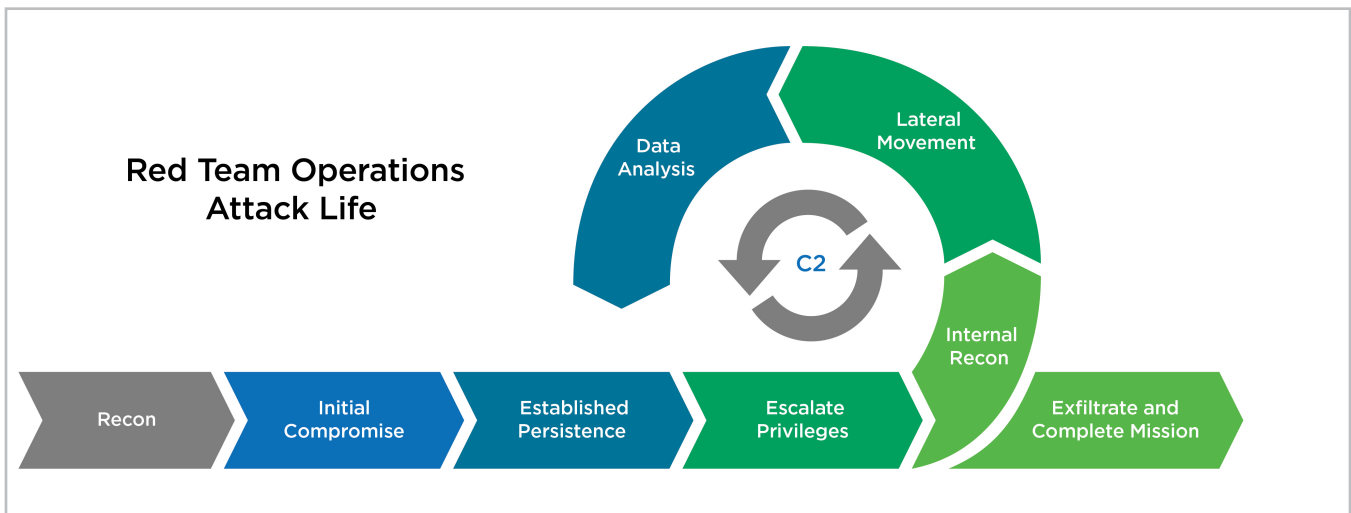 Red Team Operations
Attack Life
Data
Analysis
Lateral
Movement
C2
Internal
Recon
Recon
Initial
Compromise
Established
Persistence
Escalate
Privileges
Exfiltrate and
Complete Mission